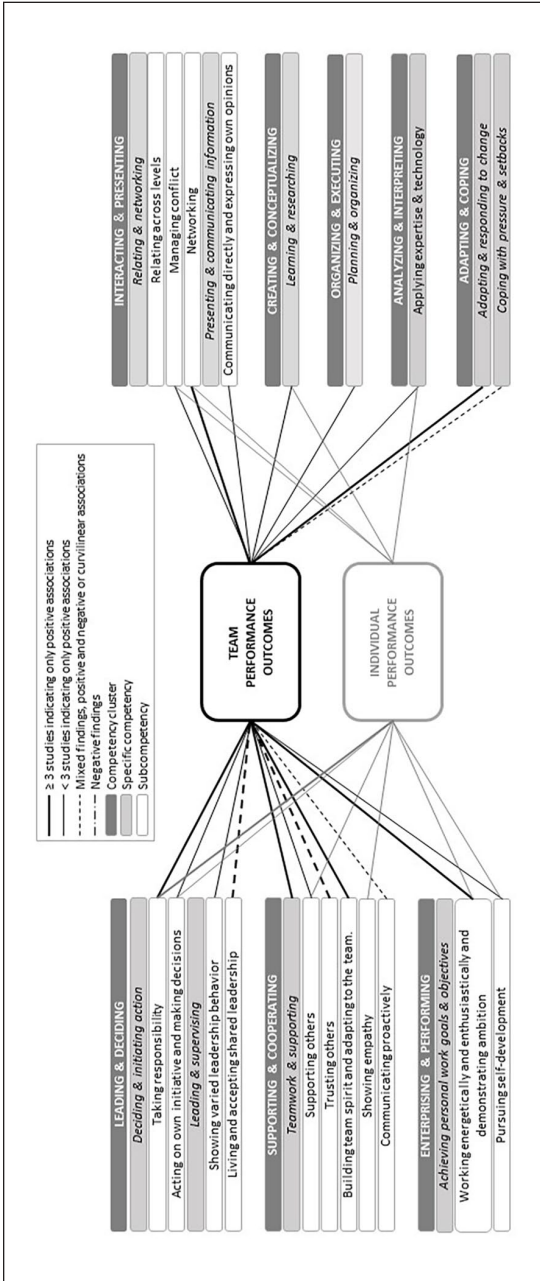 ≥ 3 studies indicating only positive associations
< 3 studies indicating only positive associations
Mixed findings, positive and negative or curvilinear associations
Negative findings
Competency cluster
Specific competency
Subcompetency
LEADING & DECIDING
Deciding & initiating action
Taking responsibility
Acting on own initiative and making decisions
Leading & supervising
Showing varied leadership behavior
Living and accepting shared leadership
SUPPORTING & COOPERATING
Teamwork & supporting
Supporting others
Trusting others
Building team spirit and adapting to the team.
Showing empathy
Communicating proactively
ENTERPRISING & PERFORMING
Achieving personal work goals & objectives
Working energetically and enthusiastically and
demonstrating ambition
Pursuing self-development
TEAM
PERFORMANCE
OUTCOMES
INDIVIDUAL
PERFORMANCE
OUTCOMES
INTERACTING & PRESENTING
Relating & networking
Relating across levels
Managing conflict
Networking
Presenting & communicating information
Communicating directly and expressing own opinions
CREATING & CONCEPTUALIZING
Learning & researching
ORGANIZING & EXECUTING
Planning & organizing
ANALYZING & INTERPRETING
Applying expertise & technology
ADAPTING & COPING
Adapting & responding to change
Coping with pressure & setbacks